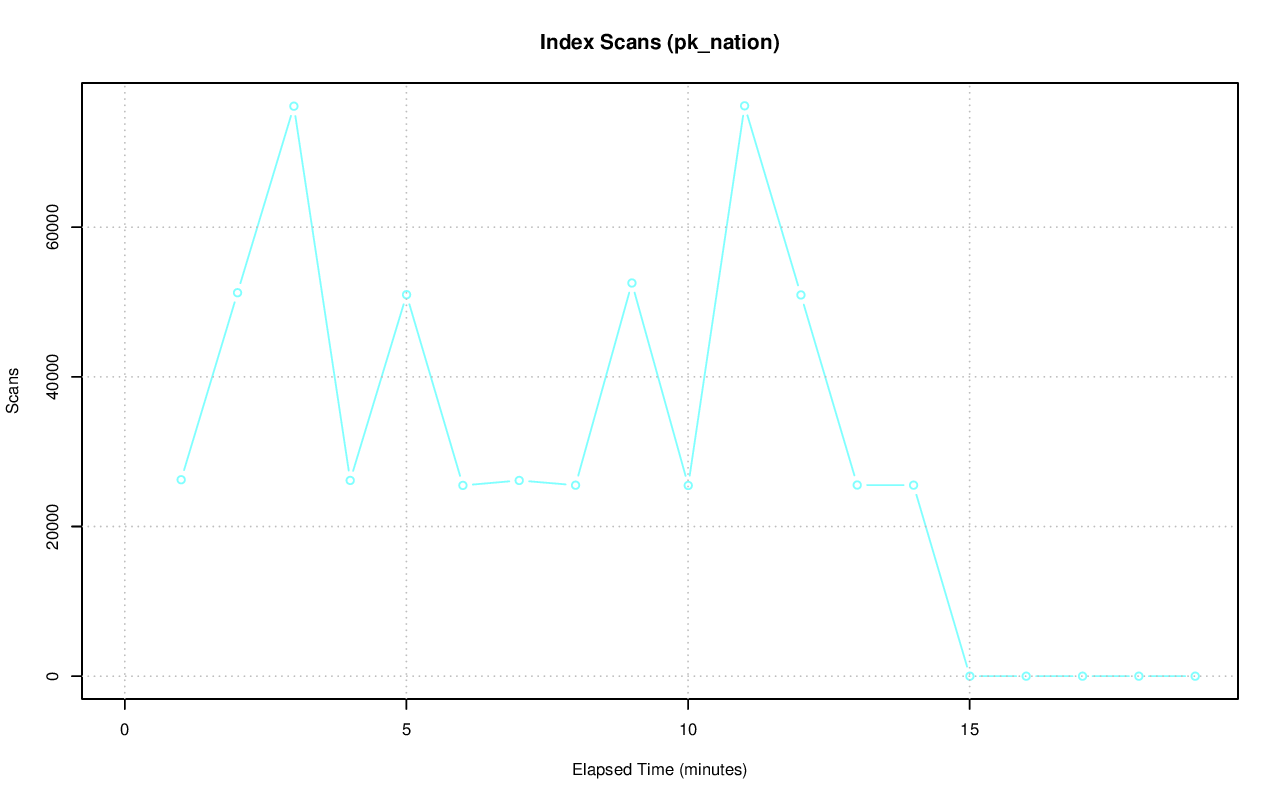 Index Scans (pk_nation)
Scans
60000
40000
20000
0
0 5 10 15
Elapsed Time (minutes)